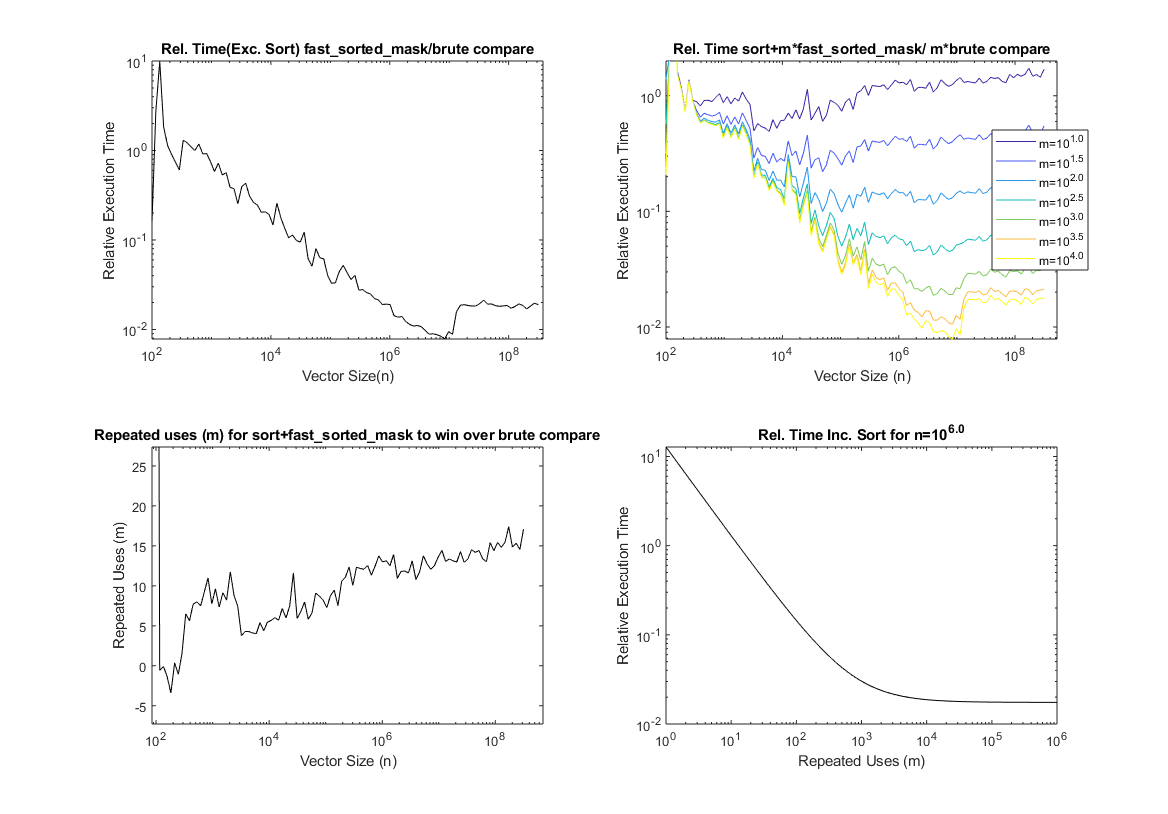 Rel. Time(Exc. Sort) fast_sorted_mask/brute compare
10^1
10^0
10^-1
10^-2
Relative Execution Time
10^2 10^4 10^6 10^8
Vector Size(n)
Rel. Time sort+m*fast_sorted_mask/ m*brute compare
10^0
10^-1
10^-2
Relative Execution Time
m=10^1.0
m=10^1.5
m=10^2.0
m=10^2.5
m=10^3.0
m=10^3.5
m=10^4.0
10^2 10^4 10^6 10^8
Vector Size (n)
Repeated uses (m) for sort+fast_sorted_mask to win over brute compare
25
20
15
10
5
0
-5
Repeated Uses (m)
10^2 10^4 10^6 10^8
Vector Size (n)
Rel. Time Inc. Sort for n=10^6.0
10^1
10^0
10^-1
10^-2
Relative Execution Time
10^0 10^1 10^2 10^3 10^4 10^5 10^6
Repeated Uses (m)